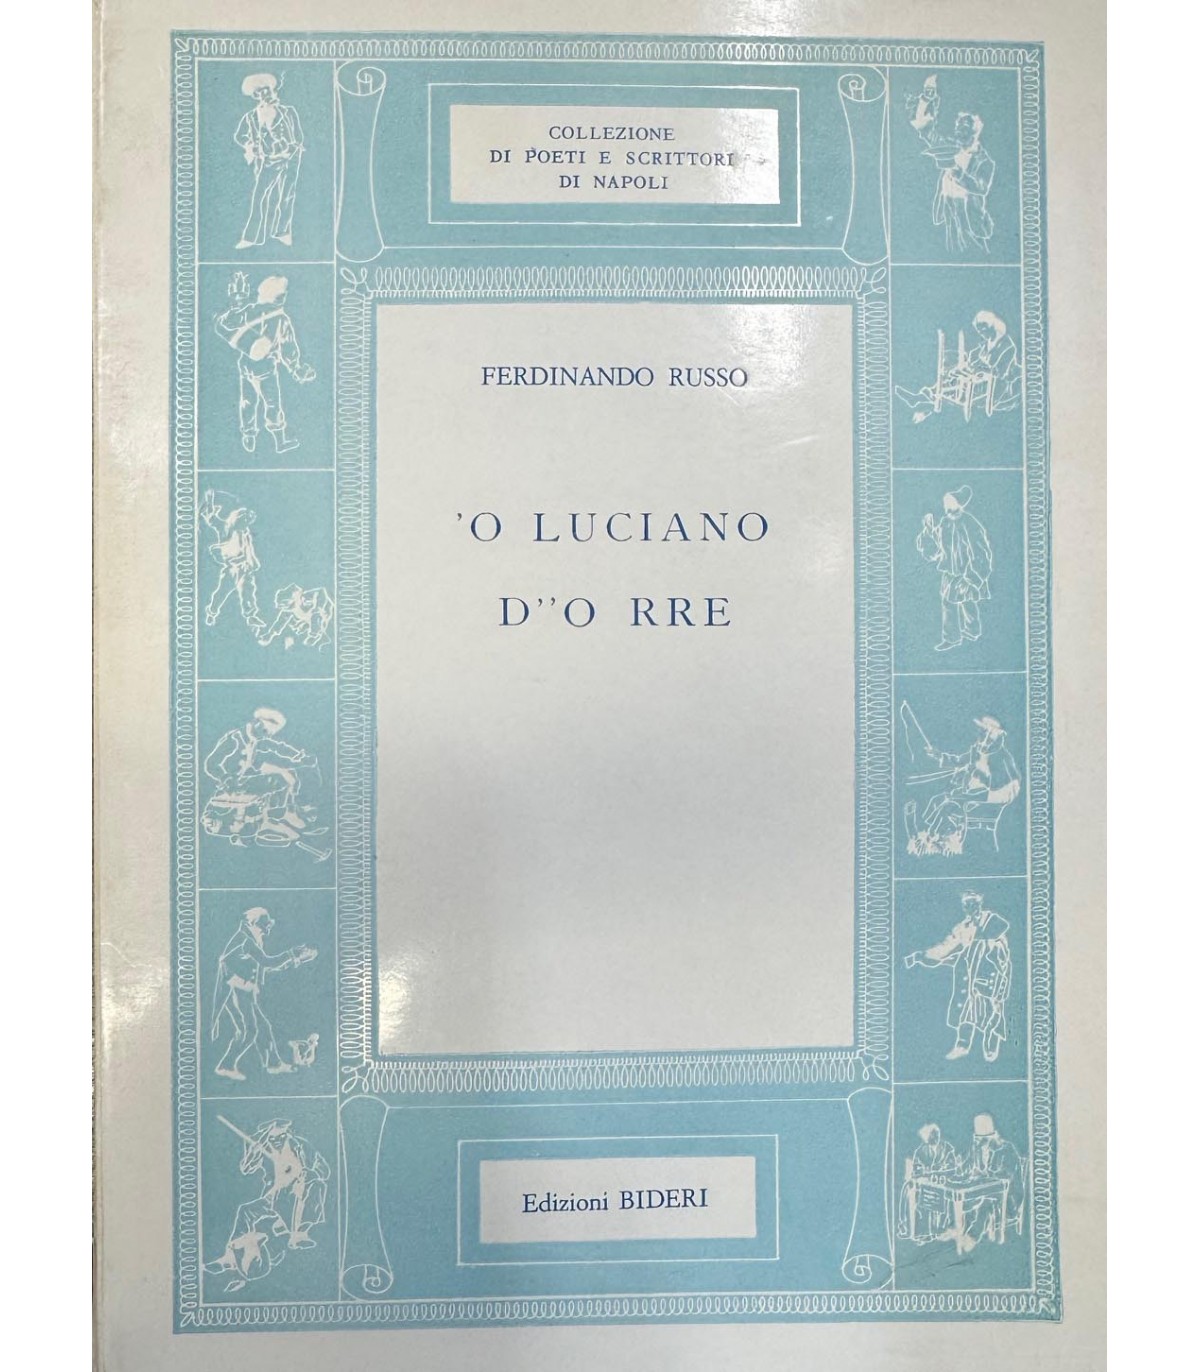 COLLEZIONE
DI POETI E SCRITTORI
DI NAPOLI
FERDINANDO RUSSO
’O LUCIANO
D’’O RRE
Edizioni BIDERI